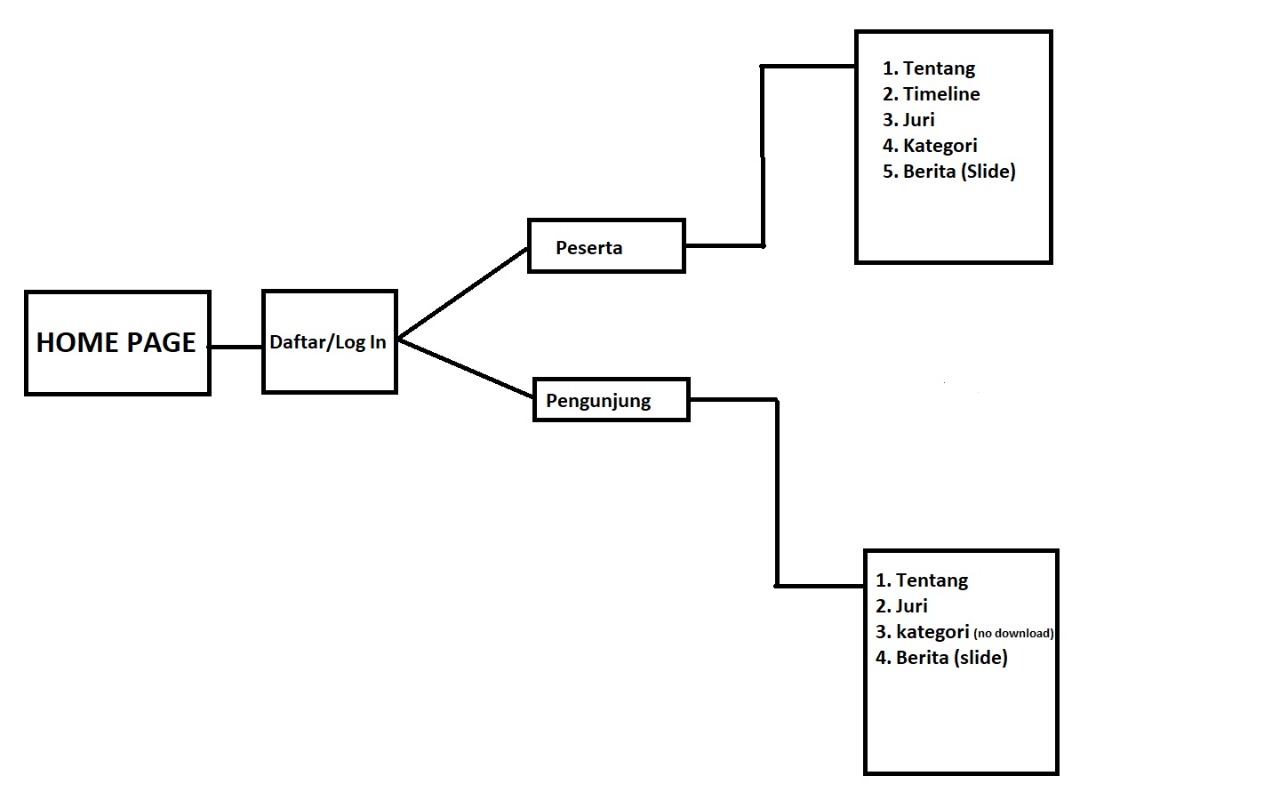 HOME PAGE
Daftar/Log In
Peserta
1. Tentang
2. Timeline
3. Juri
4. Kategori
5. Berita (Slide)
Pengunjung
1. Tentang
2. Juri
3. kategori (no download)
4. Berita (slide)